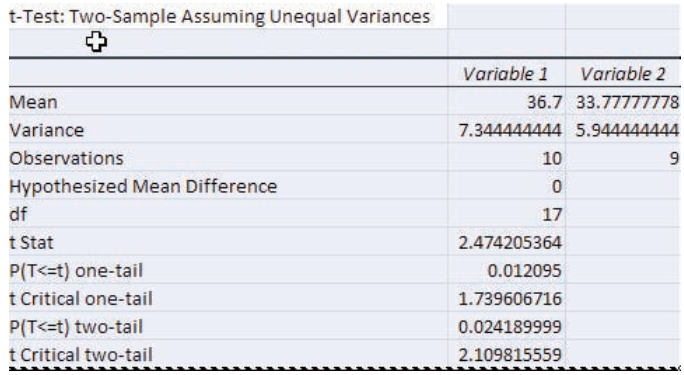 t-Test: Two-Sample Assuming Unequal Variances
Variable 1 Variable 2
Mean 36.7 33.77777778
Variance 7.344444444 5.944444444
Observations 10 9
Hypothesized Mean Difference 0
df 17
t Stat 2.474205364
P(T<=t) one-tail 0.012095
t Critical one-tail 1.739606716
P(T<=t) two-tail 0.024189999
t Critical two-tail 2.109815559